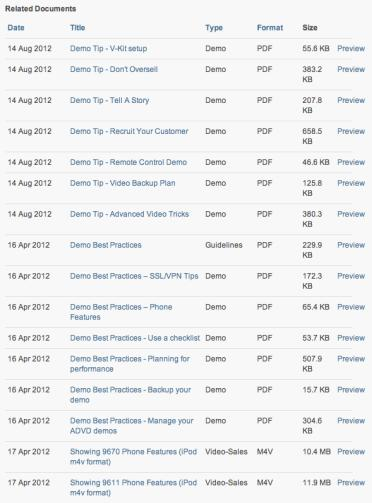 Related Documents
Date Title Type Format Size
14 Aug 2012 Demo Tip - V-Kit setup Demo PDF 55.6 KB Preview
14 Aug 2012 Demo Tip - Don't Oversell Demo PDF 383.2 Preview
KB
14 Aug 2012 Demo Tip - Tell A Story Demo PDF 207.8 Preview
KB
14 Aug 2012 Demo Tip - Recruit Your Customer Demo PDF 658.5 Preview
KB
14 Aug 2012 Demo Tip - Remote Control Demo Demo PDF 46.6 KB Preview
14 Aug 2012 Demo Tip - Video Backup Plan Demo PDF 125.8 Preview
KB
14 Aug 2012 Demo Tip - Advanced Video Tricks Demo PDF 380.3 Preview
KB
16 Apr 2012 Demo Best Practices Guidelines PDF 229.9 Preview
KB
16 Apr 2012 Demo Best Practices – SSL/VPN Tips Demo PDF 172.3 Preview
KB
16 Apr 2012 Demo Best Practices – Phone Demo PDF 65.4 KB Preview
Features
16 Apr 2012 Demo Best Practices - Use a checklist Demo PDF 53.7 KB Preview
16 Apr 2012 Demo Best Practices - Planning for Demo PDF 507.9 Preview
performance KB
16 Apr 2012 Demo Best Practices - Backup your Demo PDF 15.7 KB Preview
demo
16 Apr 2012 Demo Best Practices - Manage your Demo PDF 304.6 Preview
ADVD demos KB
17 Apr 2012 Showing 9670 Phone Features (iPod Video-Sales M4V 10.4 MB Preview
m4v format)
17 Apr 2012 Showing 9611 Phone Features (iPod Video-Sales M4V 11.9 MB Preview
m4v format)